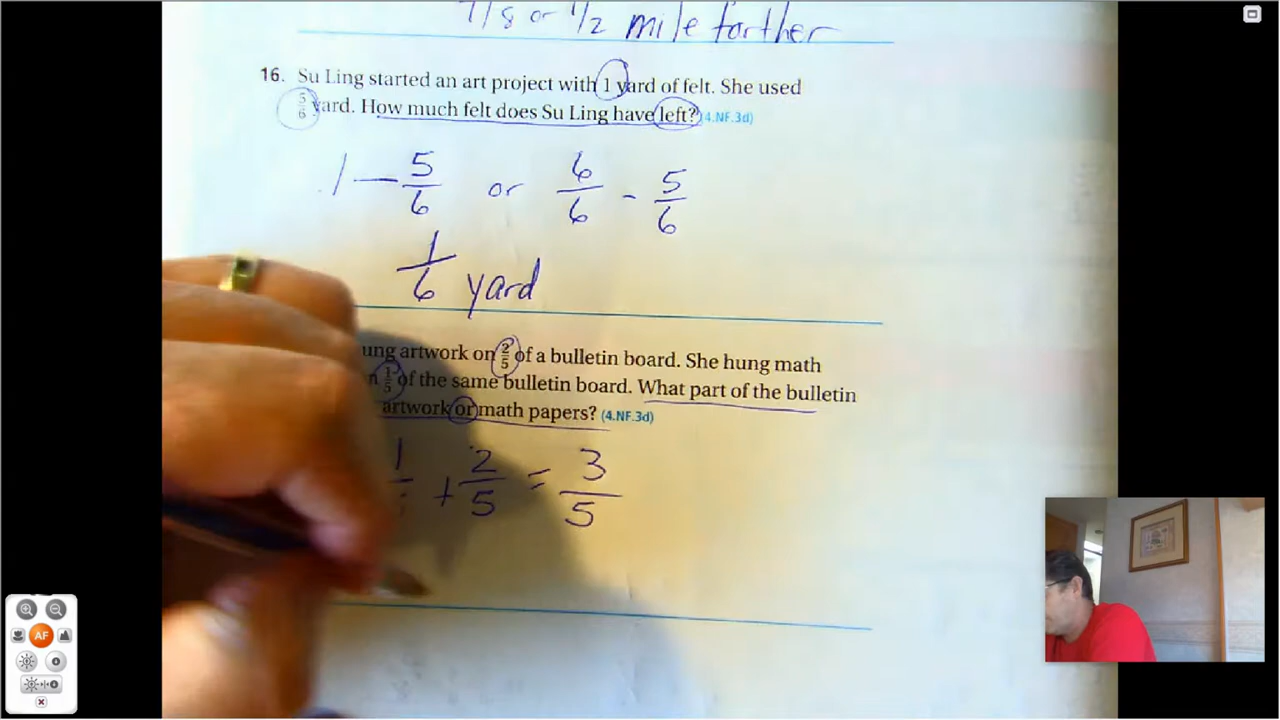 or 1/2 mile farther
16. Su Ling started an art project with 1 yard of felt. She used
5/6 yard. How much felt does Su Ling have left? (4.NF.3d)
1 — 5/6 or 6/6 - 5/6
1/6 yard
ung artwork on 2/5 of a bulletin board. She hung math
n 1/5 of the same bulletin board. What part of the bulletin
artwork or math papers? (4.NF.3d)
1 + 2/5 = 3/5
AF